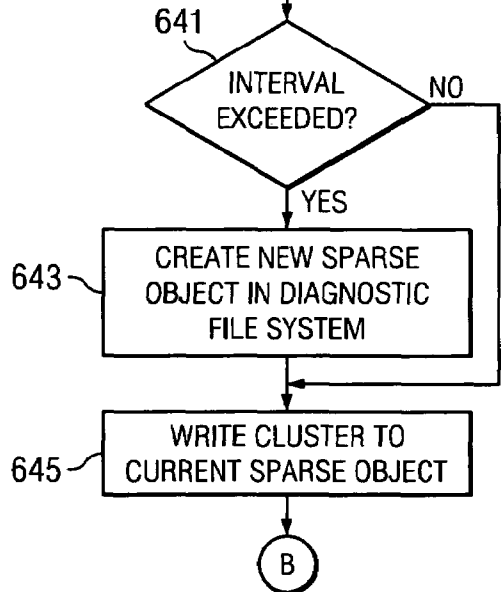 641
INTERVAL
EXCEEDED?
NO
YES
643
CREATE NEW SPARSE
OBJECT IN DIAGNOSTIC
FILE SYSTEM
645
WRITE CLUSTER TO
CURRENT SPARSE OBJECT
B